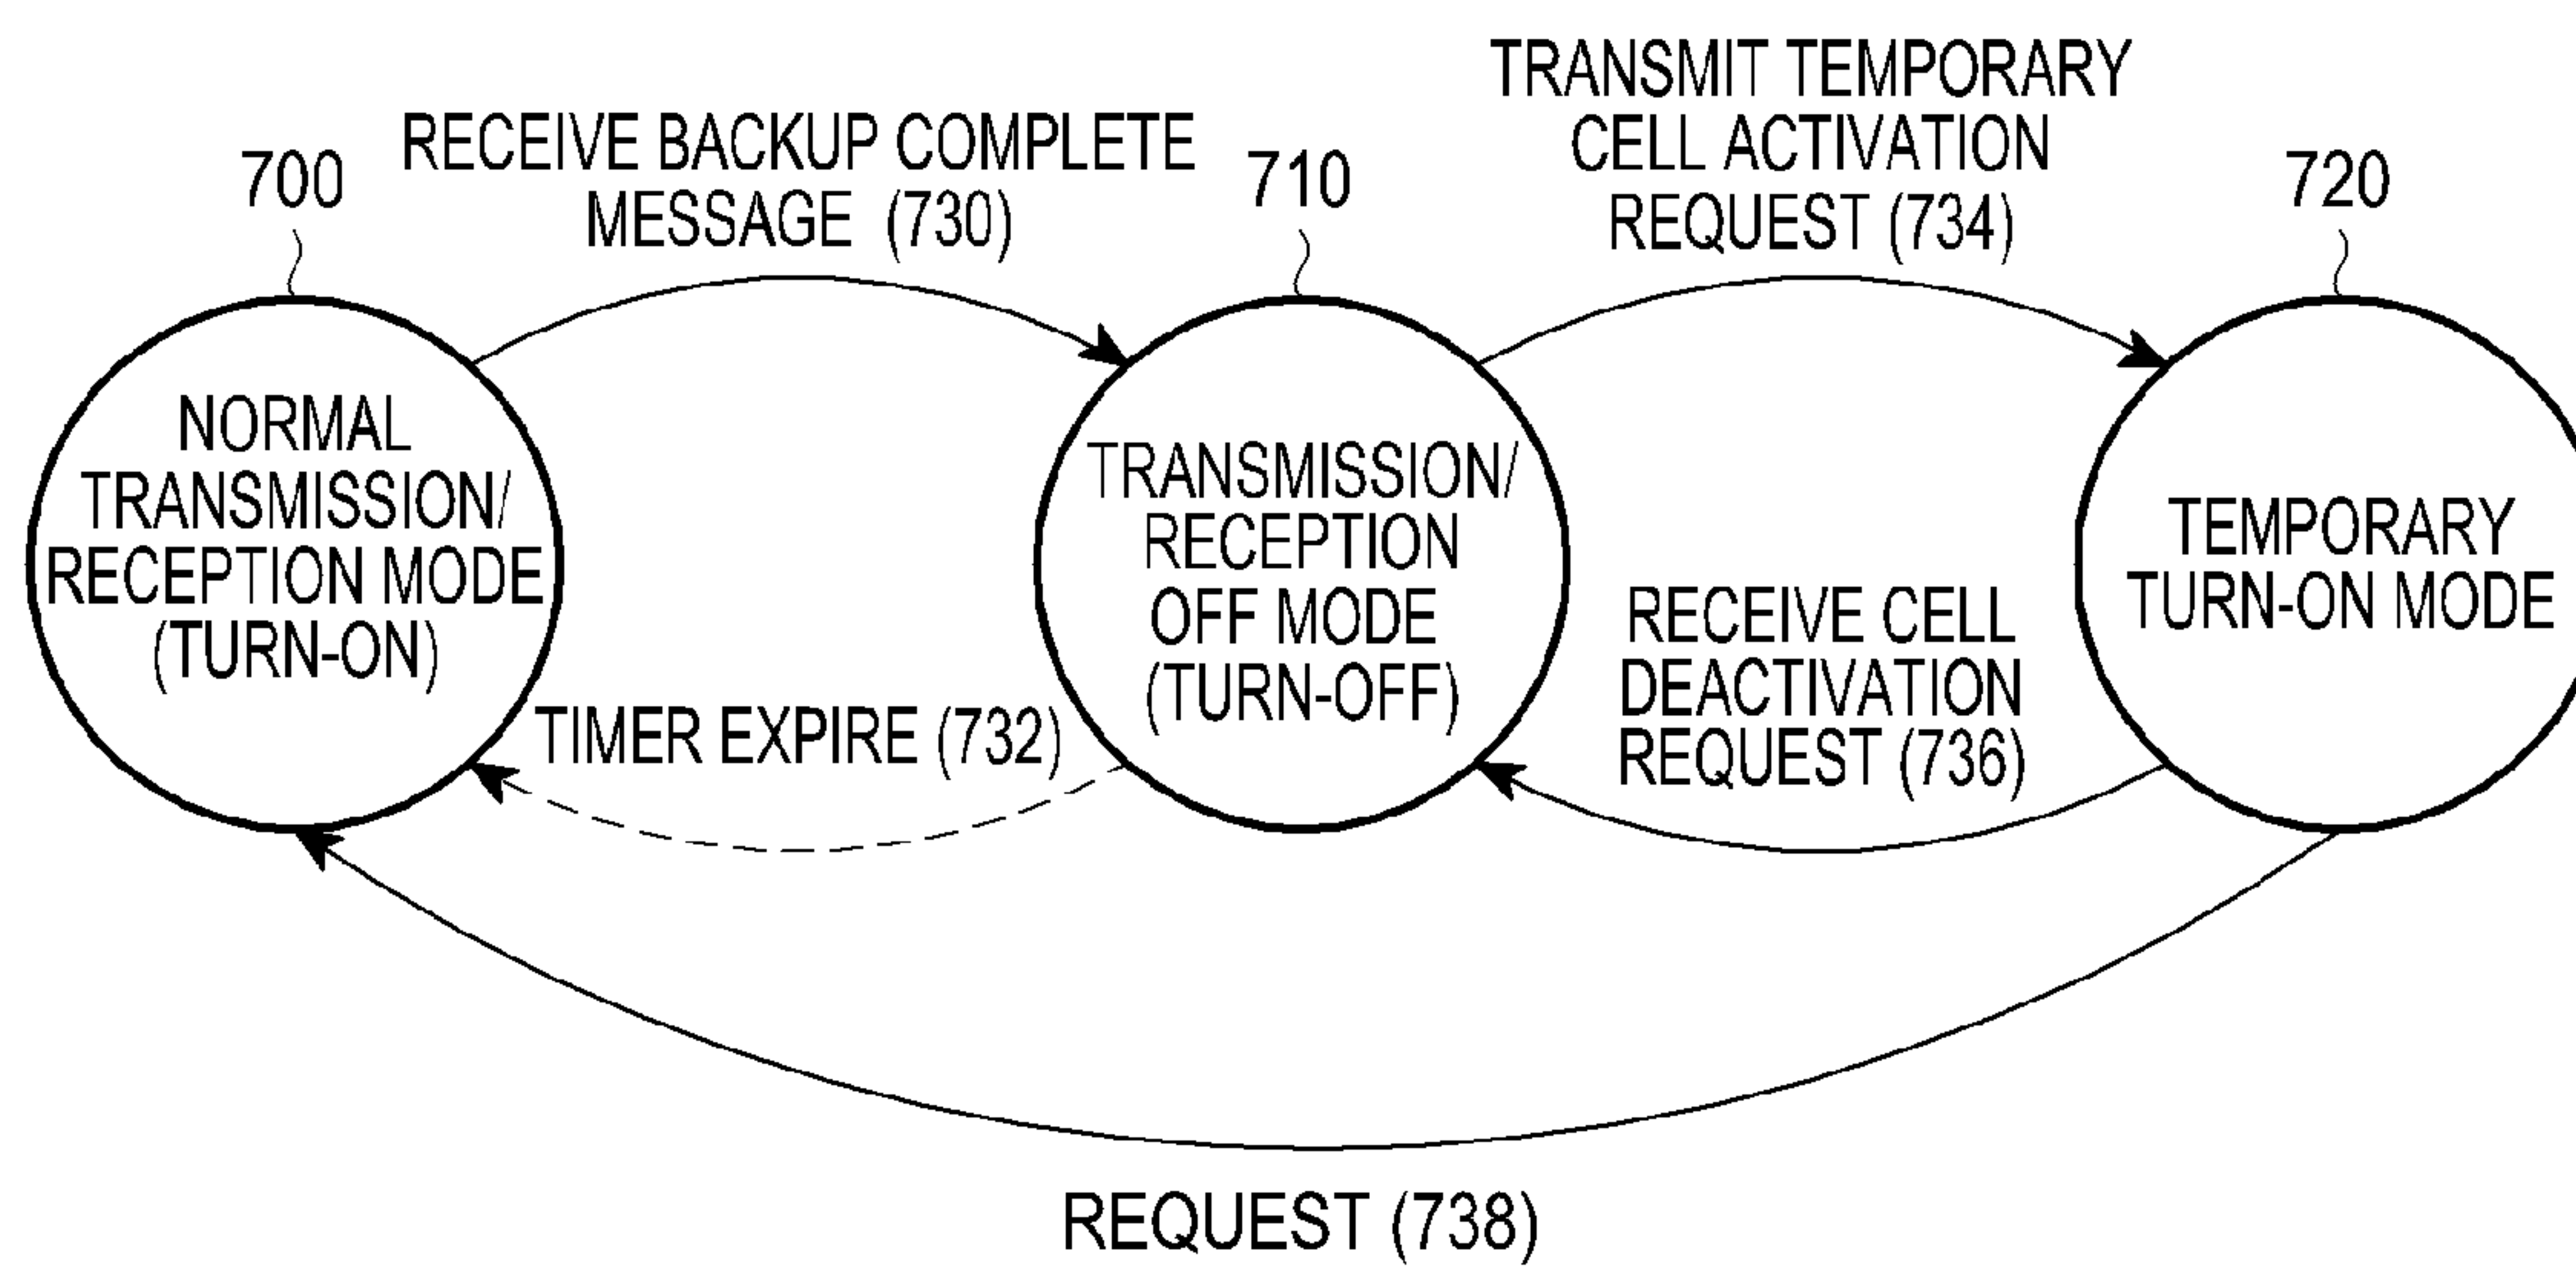 TRANSMIT TEMPORARY
CELL ACTIVATION
REQUEST (734)
RECEIVE BACKUP COMPLETE
MESSAGE (730)
700
710
720
NORMAL
TRANSMISSION/
RECEPTION MODE
(TURN-ON)
TRANSMISSION/
RECEPTION
OFF MODE
(TURN-OFF)
TEMPORARY
TURN-ON MODE
RECEIVE CELL
DEACTIVATION
REQUEST (736)
TIMER EXPIRE (732)
REQUEST (738)